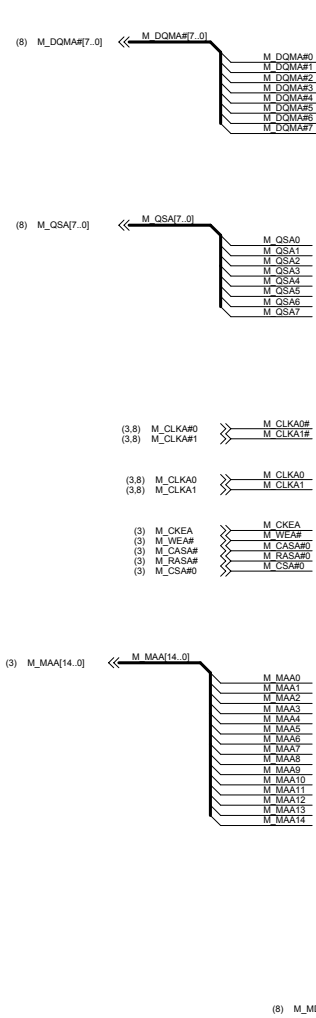 (8) M_DQMA#[7..0] M_DQMA#[7..0]
M_DQMA#0
M_DQMA#1
M_DQMA#2
M_DQMA#3
M_DQMA#4
M_DQMA#5
M_DQMA#6
M_DQMA#7
(8) M_QSA[7..0] M_QSA[7..0]
M_QSA0
M_QSA1
M_QSA2
M_QSA3
M_QSA4
M_QSA5
M_QSA6
M_QSA7
(3,8) M_CLKA#0 M_CLKA0#
(3,8) M_CLKA#1 M_CLKA1#
(3,8) M_CLKA0 M_CLKA0
(3,8) M_CLKA1 M_CLKA1
(3) M_CKEA M_CKEA
(3) M_WEA# M_WEA#
(3) M_CASA# M_CASA#0
(3) M_RASA# M_RASA#0
(3) M_CSA#0 M_CSA#0
(3) M_MAA[14..0] M_MAA[14..0]
M_MAA0
M_MAA1
M_MAA2
M_MAA3
M_MAA4
M_MAA5
M_MAA6
M_MAA7
M_MAA8
M_MAA9
M_MAA10
M_MAA11
M_MAA12
M_MAA13
M_MAA14
(8)